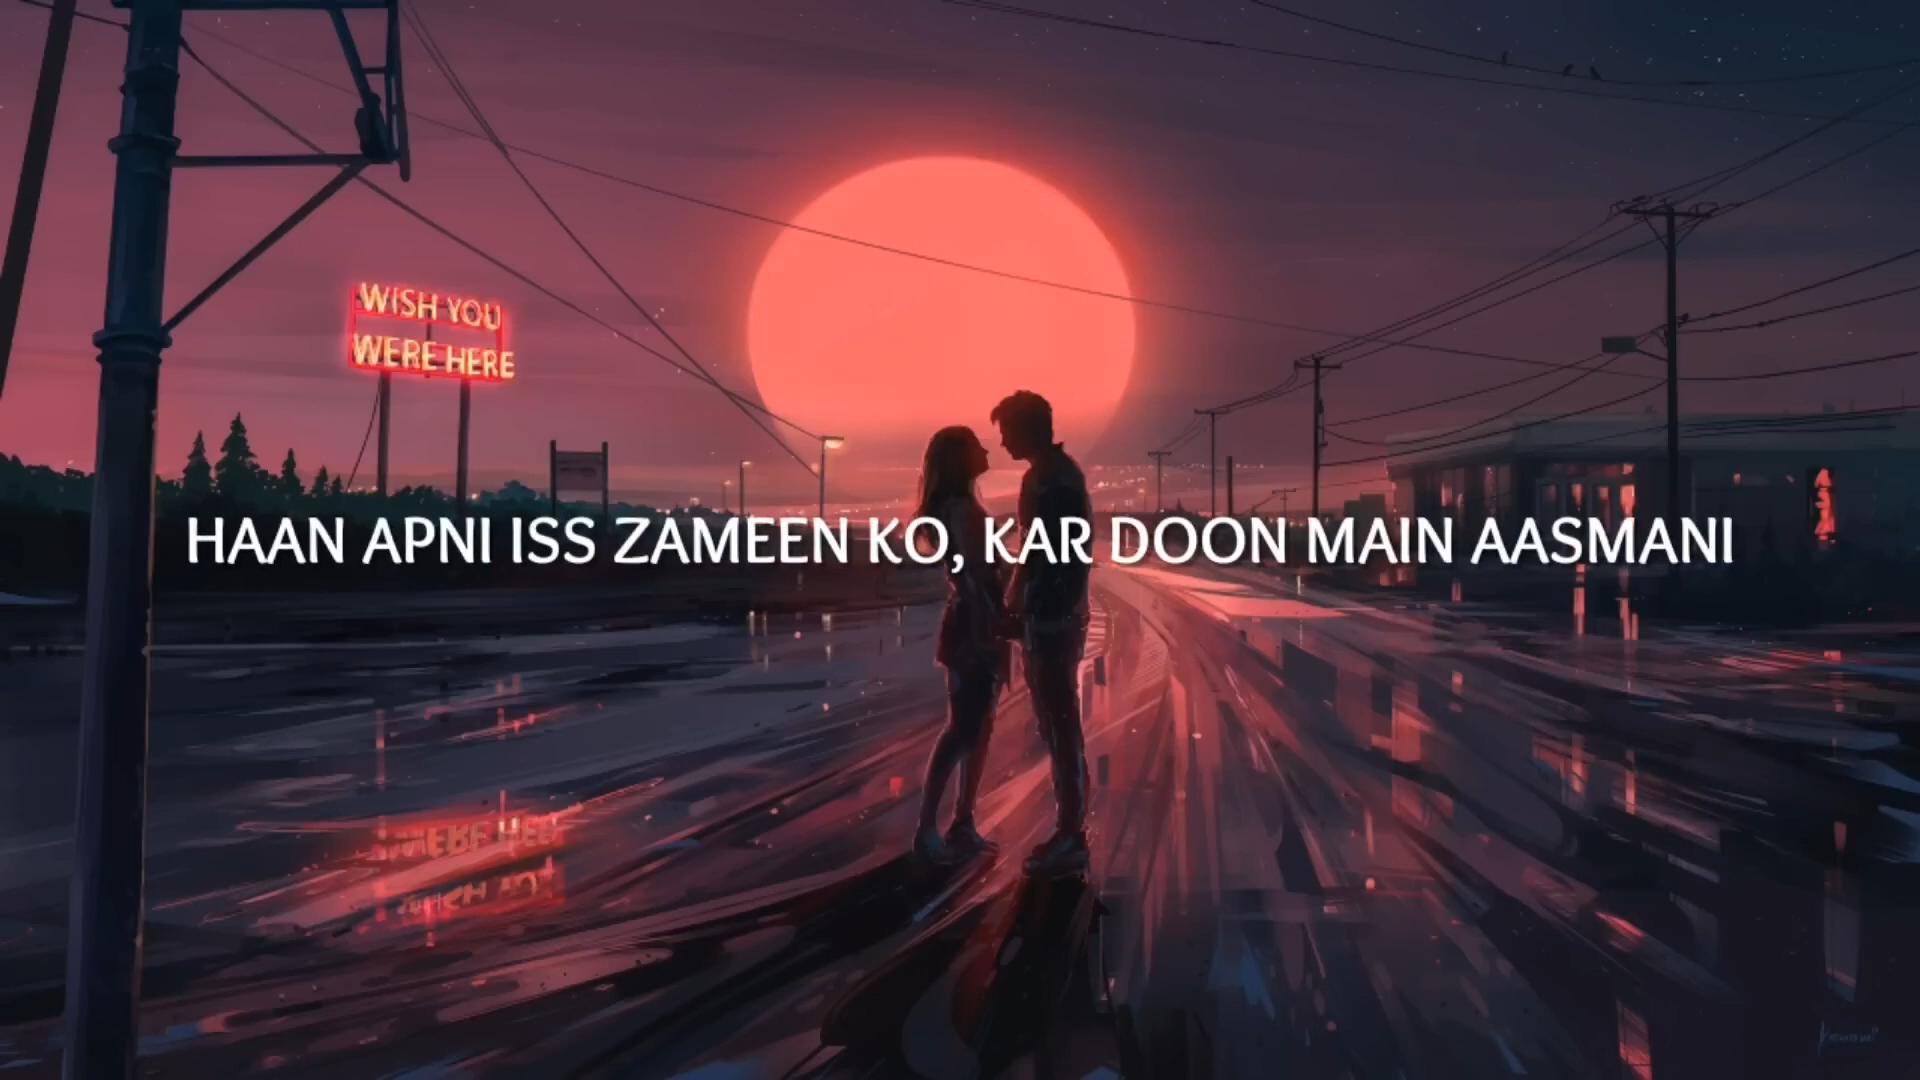 WISH YOU
WERE HERE
HAAN APNI ISS ZAMEEN KO, KAR DOON MAIN AASMANI